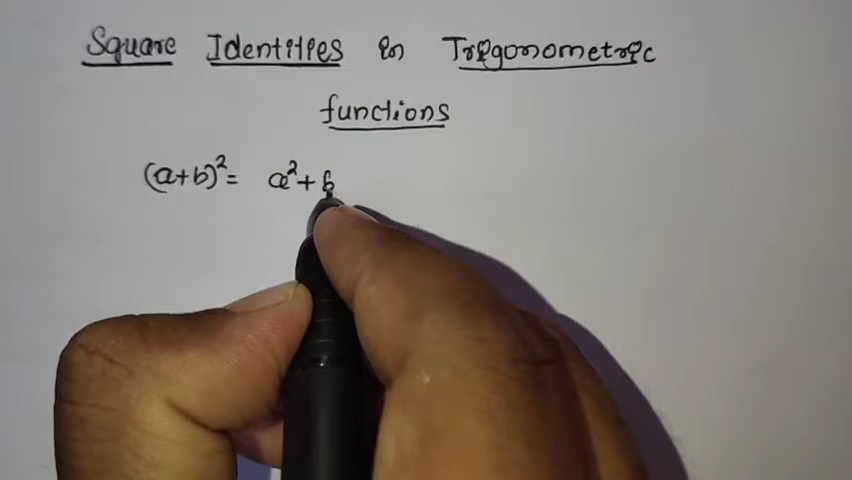 Square Identities in Trigonometric
functions
(a+b)² = a² + b